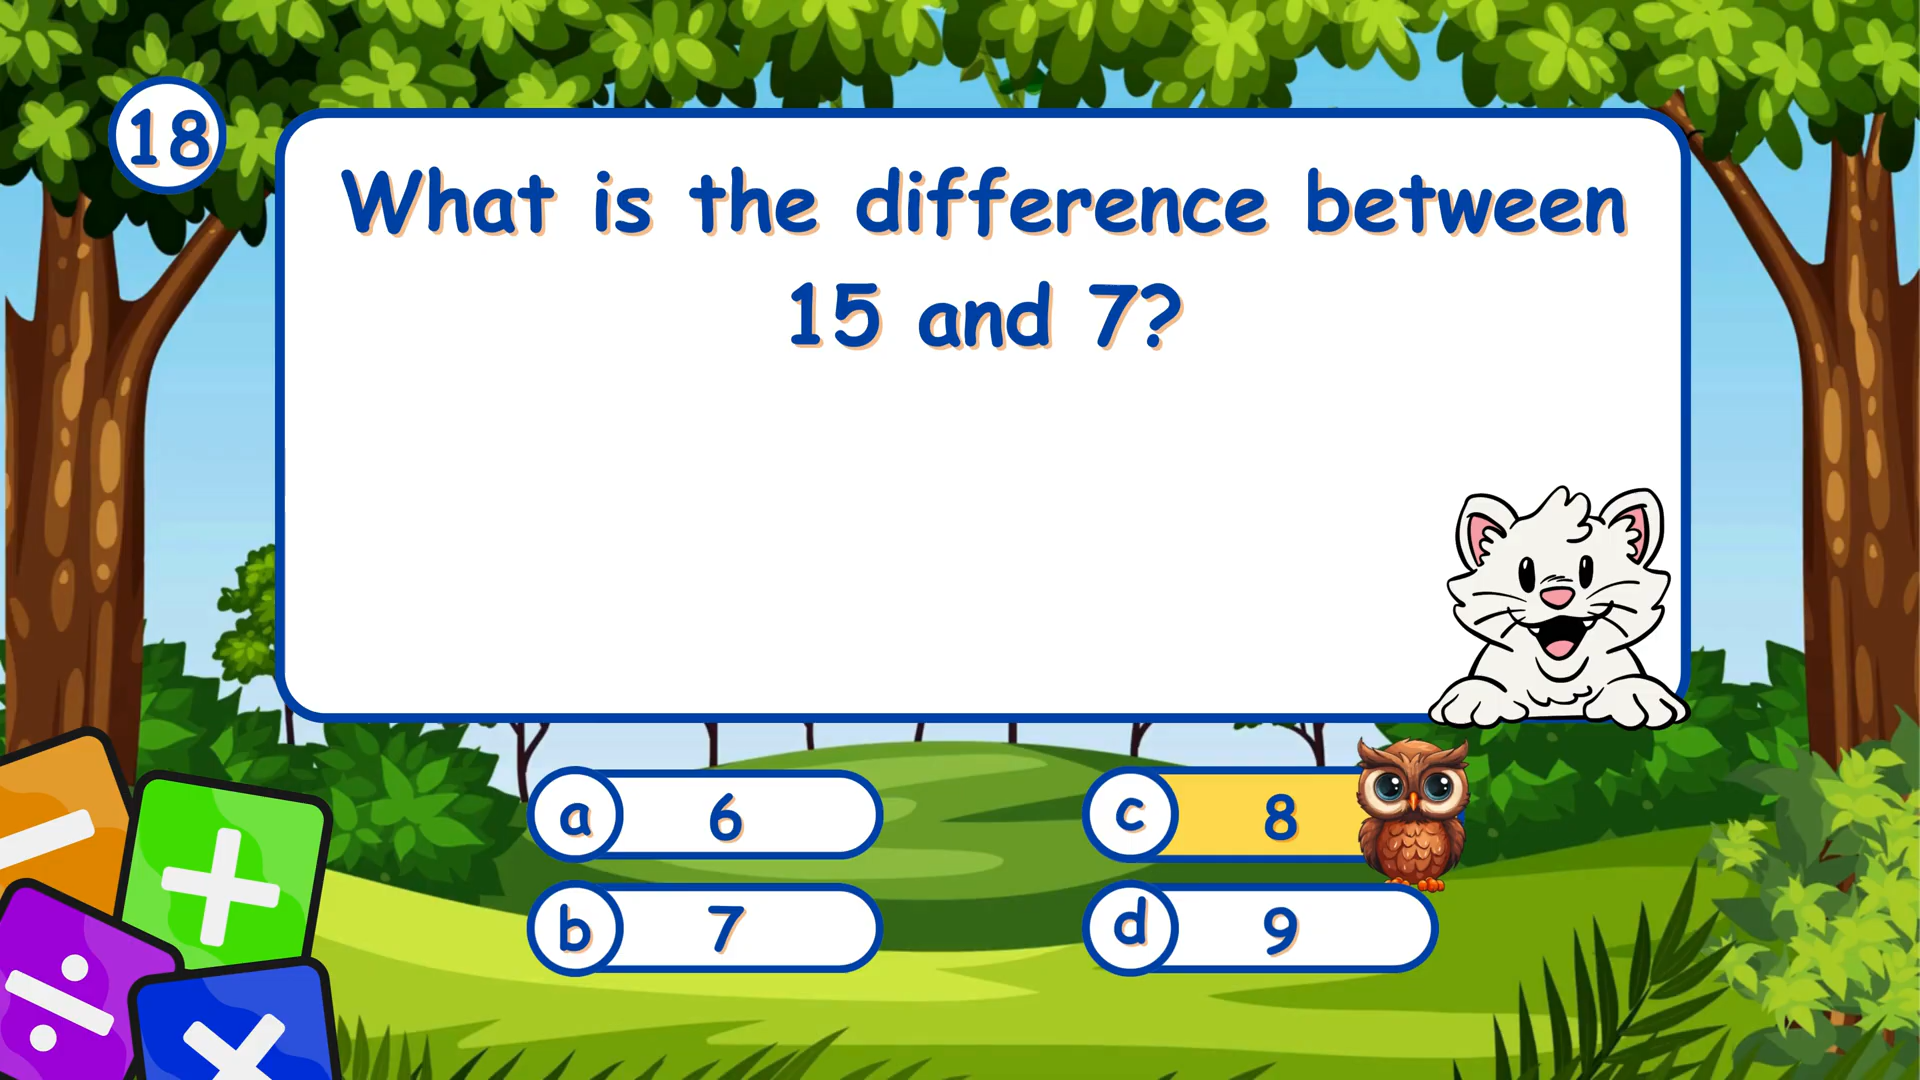 18
What is the difference between
15 and 7?
a 6
c 8
b 7
d 9